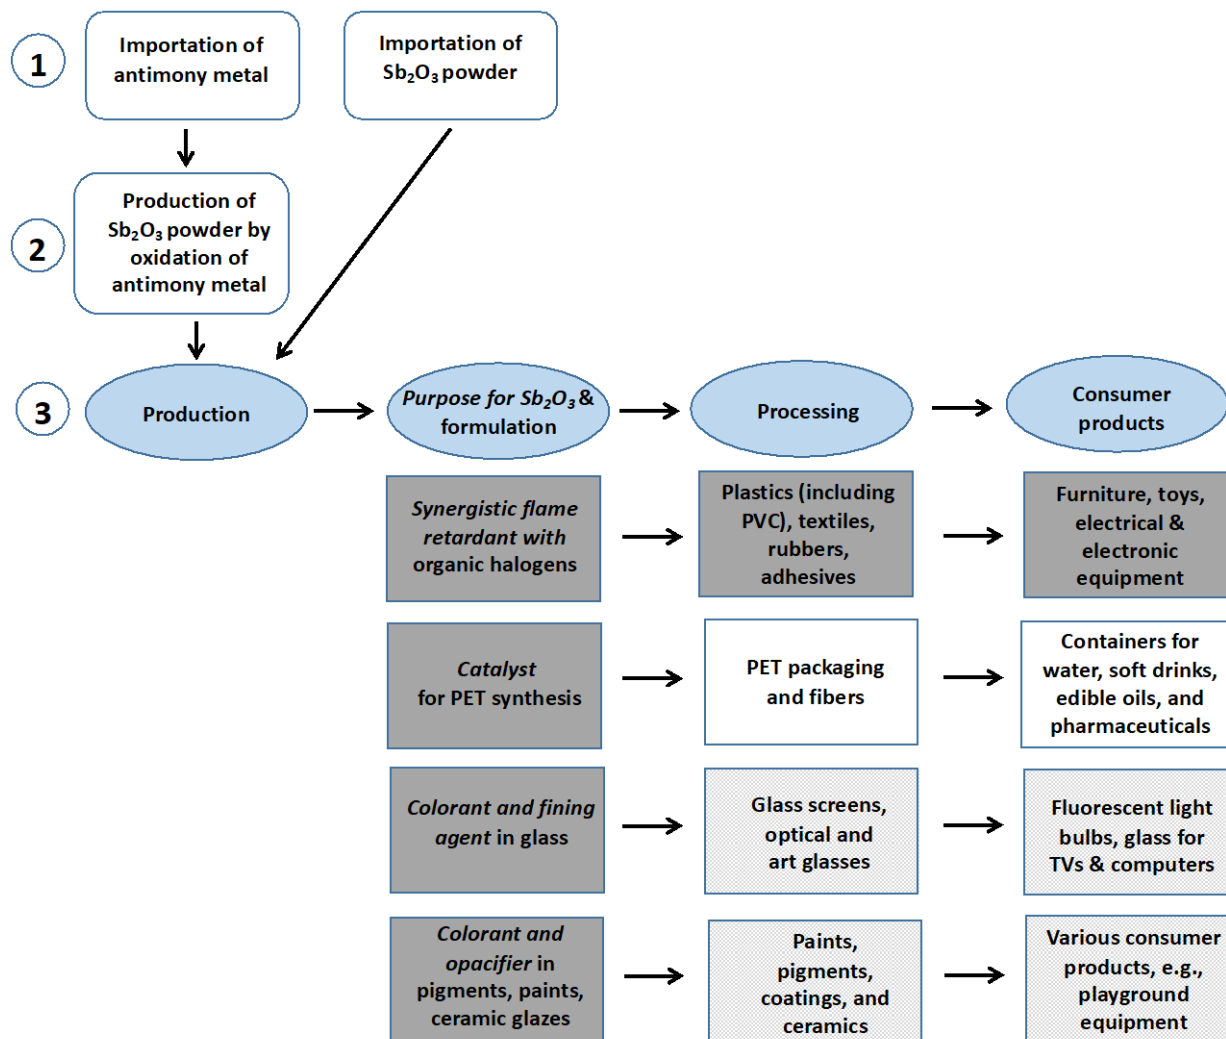 1
Importation of
antimony metal
Importation of
Sb₂O₃ powder
2
Production of
Sb₂O₃ powder by
oxidation of
antimony metal
3
Production
Purpose for Sb₂O₃ &
formulation
Processing
Consumer
products
Synergistic flame
retardant with
organic halogens
Plastics (including
PVC), textiles,
rubbers,
adhesives
Furniture, toys,
electrical &
electronic
equipment
Catalyst
for PET synthesis
PET packaging
and fibers
Containers for
water, soft drinks,
edible oils, and
pharmaceuticals
Colorant and fining
agent in glass
Glass screens,
optical and
art glasses
Fluorescent light
bulbs, glass for
TVs & computers
Colorant and
opacifier in
pigments, paints,
ceramic glazes
Paints,
pigments,
coatings, and
ceramics
Various consumer
products, e.g.,
playground
equipment